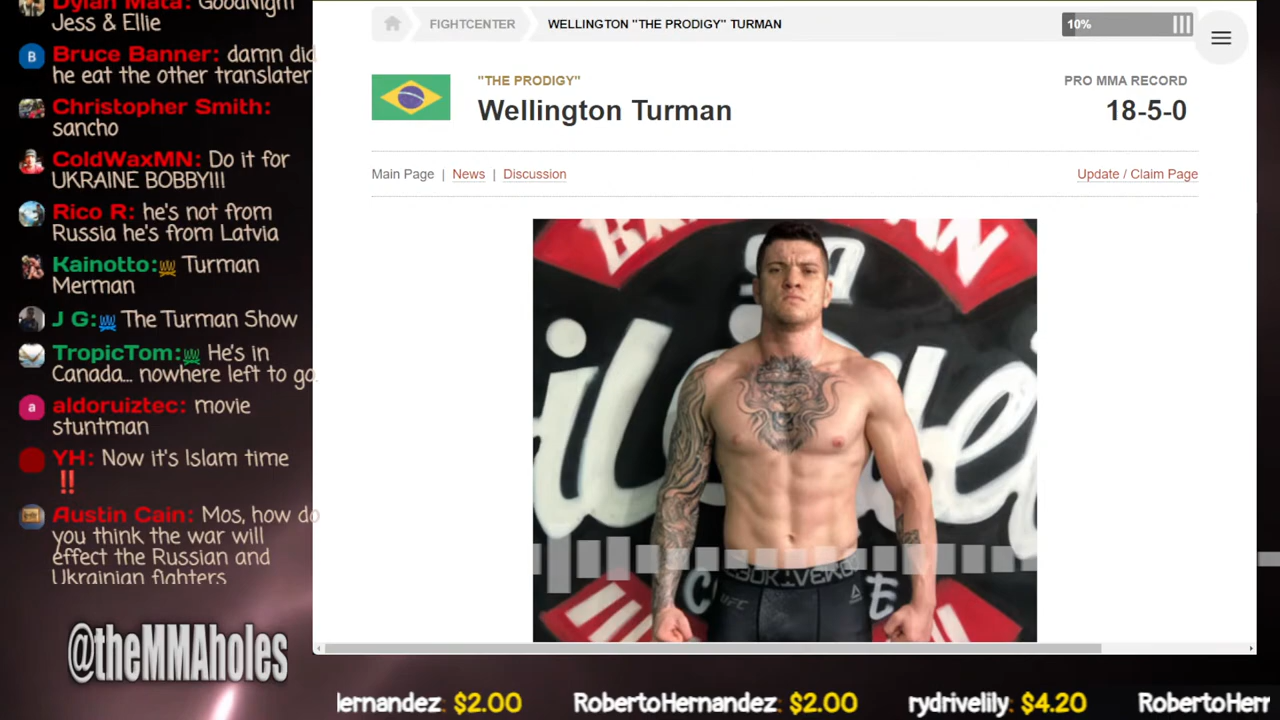 Dylan Mata: GoodNight
Jess & Ellie
Bruce Banner: damn did
he eat the other translater
Christopher Smith:
sancho
ColdWaxMN: Do it for
UKRAINE BOBBY!!!
Rico R: he's not from
Russia he's from Latvia
Kainotto: Turman
Merman
J G: The Turman Show
TropicTom: He's in
Canada... nowhere left to go
aldoruiztec: movie
stuntman
YH: Now it's Islam time
‼️
Austin Cain: Mos, how do
you think the war will
effect the Russian and
Ukrainian fighters
@theMMAholes
FIGHTCENTER
WELLINGTON "THE PRODIGY" TURMAN
10%
"THE PRODIGY"
Wellington Turman
PRO MMA RECORD
18-5-0
Main Page | News | Discussion
Update / Claim Page
UFC
Hernandez: $2.00
RobertoHernandez: $2.00
rydrivelily: $4.20
RobertoHerr